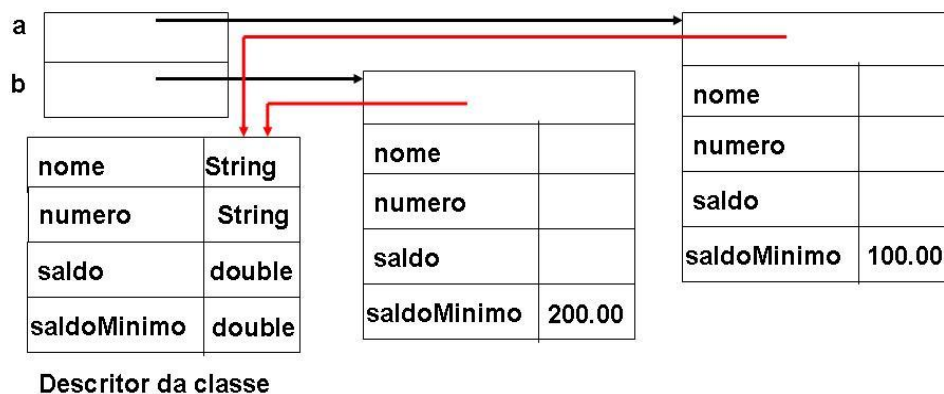 a
b
nome String
numero String
saldo double
saldoMinimo double
Descritor da classe
nome
numero
saldo
saldoMinimo 200.00
nome
numero
saldo
saldoMinimo 100.00